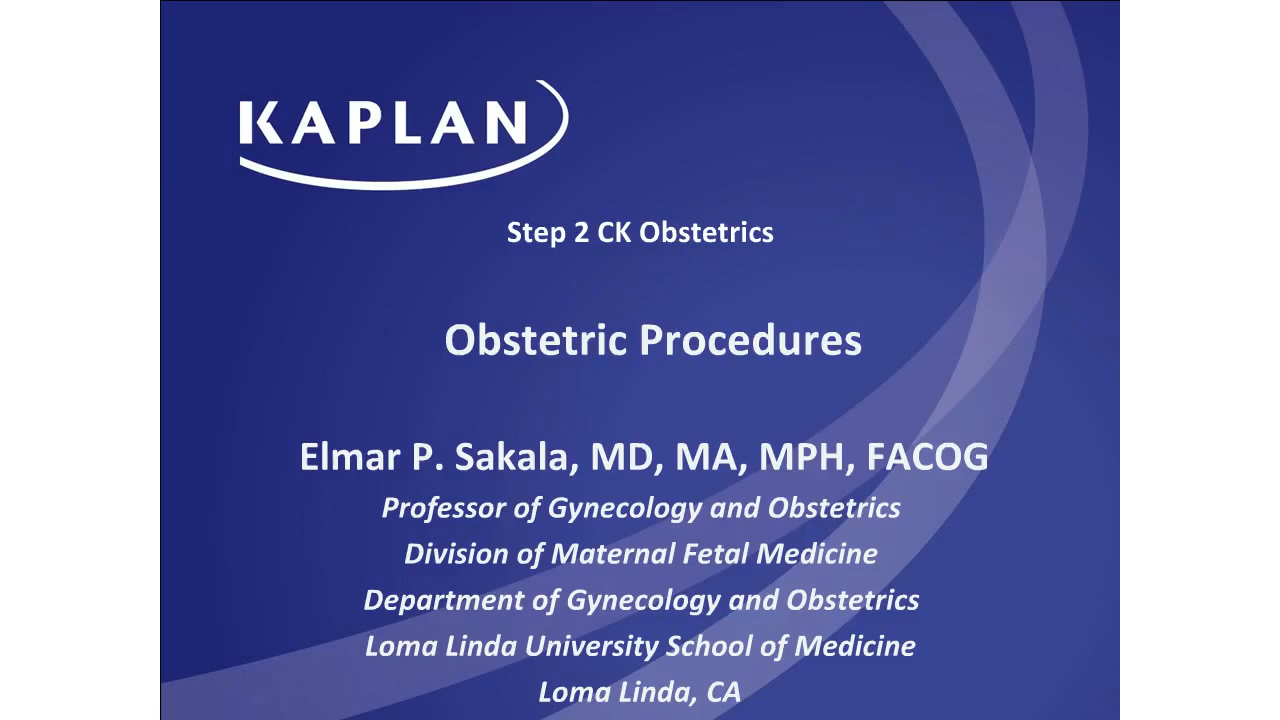 KAPLAN
Step 2 CK Obstetrics
Obstetric Procedures
Elmar P. Sakala, MD, MA, MPH, FACOG
Professor of Gynecology and Obstetrics
Division of Maternal Fetal Medicine
Department of Gynecology and Obstetrics
Loma Linda University School of Medicine
Loma Linda, CA